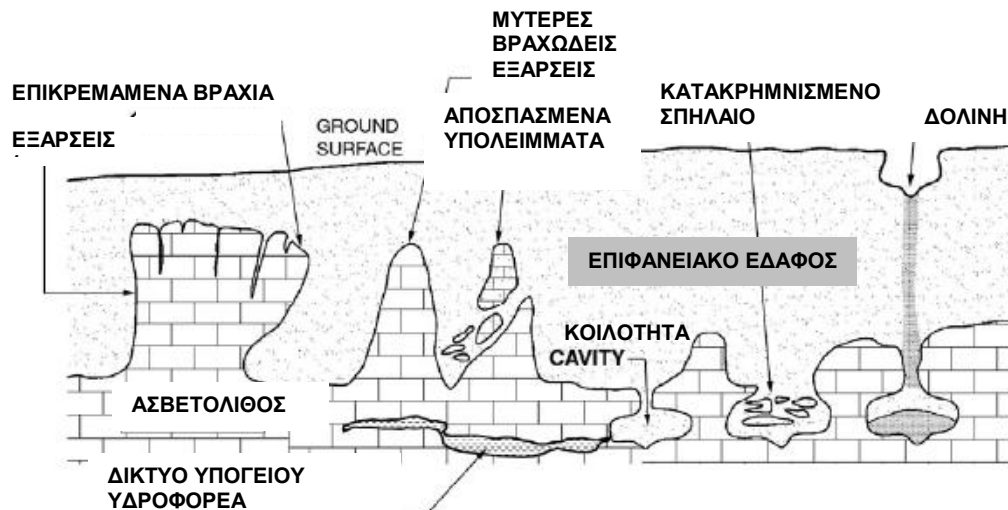 ΜΥΤΕΡΕΣ
ΒΡΑΧΩΔΕΙΣ
ΕΞΑΡΣΕΙΣ
ΕΠΙΚΡΕΜΑΜΕΝΑ ΒΡΑΧΙΑ
ΕΞΑΡΣΕΙΣ
GROUND
SURFACE
ΑΠΟΣΠΑΣΜΕΝΑ
ΥΠΟΛΕΙΜΜΑΤΑ
ΚΑΤΑΚΡΗΜΝΙΣΜΕΝΟ
ΣΠΗΛΑΙΟ
ΔΟΛΙΝΗ
ΕΠΙΦΑΝΕΙΑΚΟ ΕΔΑΦΟΣ
ΚΟΙΛΟΤΗΤΑ
CAVITY
ΑΣΒΕΤΟΛΙΘΟΣ
ΔΙΚΤΥΟ ΥΠΟΓΕΙΟΥ
ΥΔΡΟΦΟΡΕΑ